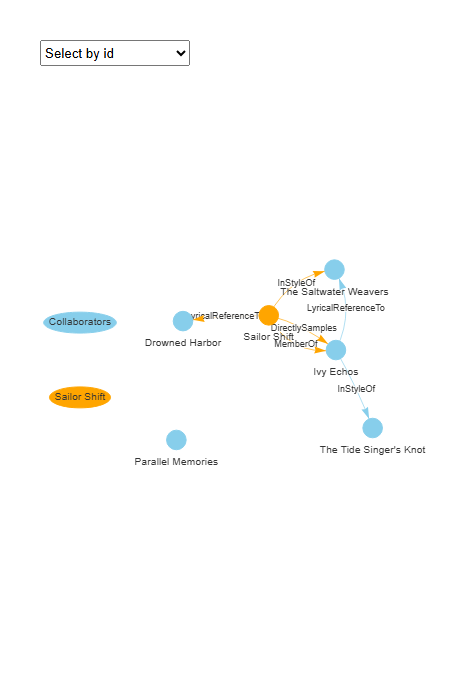 Select by id
InStyleOf
The Saltwater Weavers
LyricalReferenceTo
Collaborators
DirectlySamples
Sailor Shift
MemberOf
Drowned Harbor
Ivy Echos
InStyleOf
Sailor Shift
The Tide Singer's Knot
Parallel Memories